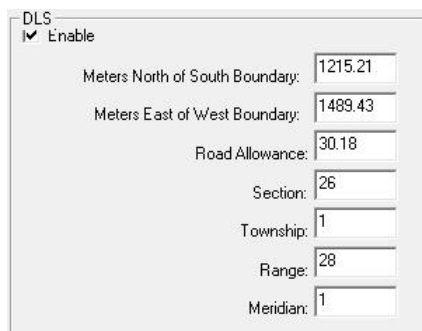 DLS
Enable
Meters North of South Boundary: 1215.21
Meters East of West Boundary: 1489.43
Road Allowance: 30.18
Section: 26
Township: 1
Range: 28
Meridian: 1